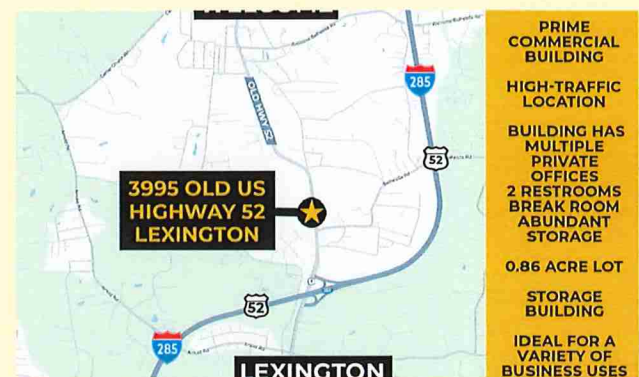 285
OLD HWY 52
52
3995 OLD US
HIGHWAY 52
LEXINGTON
52
285
LEXINGTON
PRIME
COMMERCIAL
BUILDING
HIGH-TRAFFIC
LOCATION
BUILDING HAS
MULTIPLE
PRIVATE
OFFICES
2 RESTROOMS
BREAK ROOM
ABUNDANT
STORAGE
0.86 ACRE LOT
STORAGE
BUILDING
IDEAL FOR A
VARIETY OF
BUSINESS USES